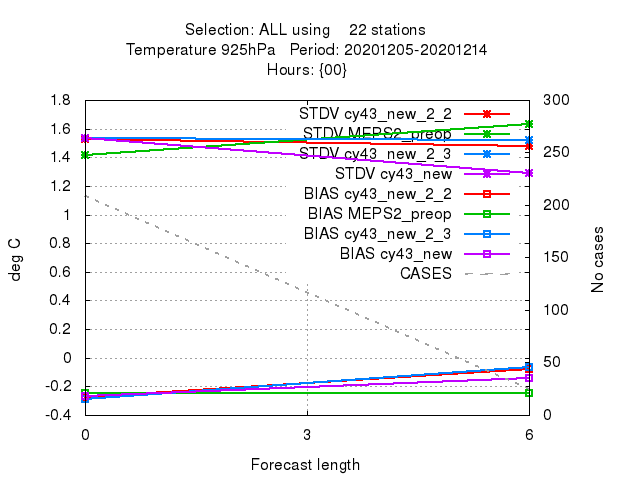 Selection: ALL using    22 stations
Temperature 925hPa   Period: 20201205-20201214
Hours: {00}
1.8
1.6
1.4
1.2
1
0.8
0.6
0.4
0.2
0
-0.2
-0.4
deg C
STDV cy43_new_2_2
STDV MEPS2_preop
STDV cy43_new_2_3
STDV cy43_new
BIAS cy43_new_2_2
BIAS MEPS2_preop
BIAS cy43_new_2_3
BIAS cy43_new
CASES
300
250
200
150
100
50
0
No cases
0 3 6
Forecast length